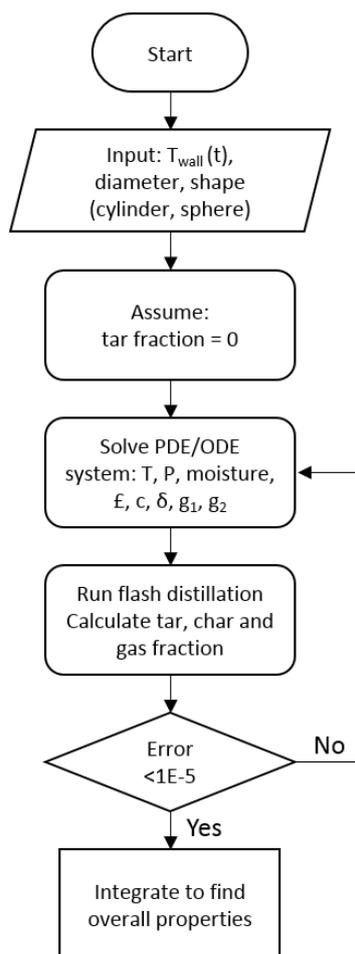 Start
Input: Twall (t),
diameter, shape
(cylinder, sphere)
Assume:
tar fraction = 0
Solve PDE/ODE
system: T, P, moisture,
£, c, δ, g₁, g₂
Run flash distillation
Calculate tar, char and
gas fraction
Error
<1E-5
No
Yes
Integrate to find
overall properties